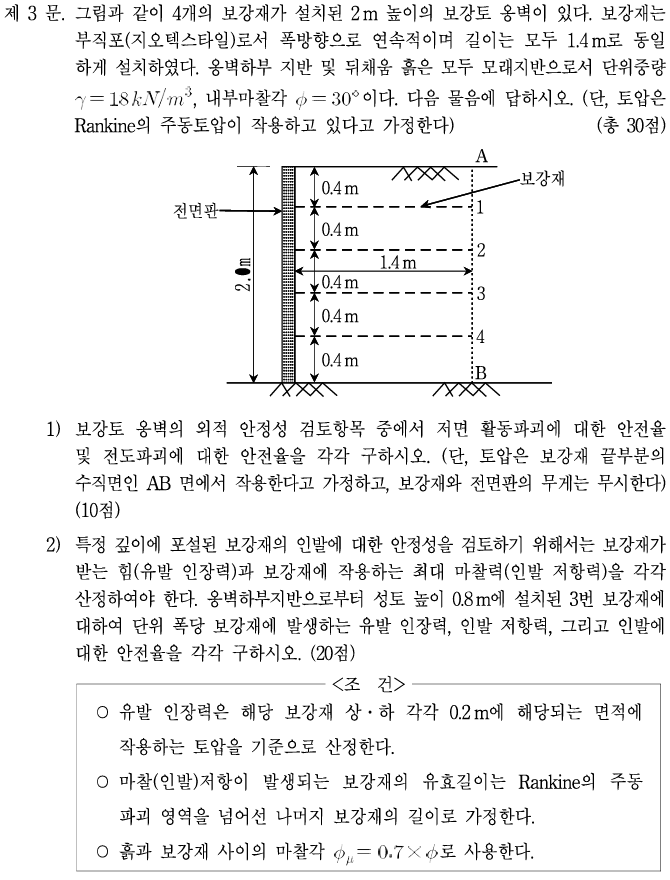 제 3 문. 그림과 같이 4개의 보강재가 설치된 2 m 높이의 보강토 옹벽이 있다. 보강재는
부직포(지오텍스타일)로서 폭방향으로 연속적이며 길이는 모두 1.4 m로 동일
하게 설치하였다. 옹벽하부 지반 및 뒤채움 흙은 모두 모래지반으로서 단위중량
γ = 18 kN/m³, 내부마찰각 φ = 30°이다. 다음 물음에 답하시오. (단, 토압은
Rankine의 주동토압이 작용하고 있다고 가정한다) (총 30점)
A
0.4 m
보강재
전면판
1
0.4 m
2
2.0m
1.4 m
0.4 m
3
0.4 m
4
0.4 m
B
1) 보강토 옹벽의 외적 안정성 검토항목 중에서 저면 활동파괴에 대한 안전율
및 전도파괴에 대한 안전율을 각각 구하시오. (단, 토압은 보강재 끝부분의
수직면인 AB 면에서 작용한다고 가정하고, 보강재와 전면판의 무게는 무시한다)
(10점)
2) 특정 깊이에 포설된 보강재의 인발에 대한 안정성을 검토하기 위해서는 보강재가
받는 힘(유발 인장력)과 보강재에 작용하는 최대 마찰력(인발 저항력)을 각각
산정하여야 한다. 옹벽하부지반으로부터 성토 높이 0.8 m에 설치된 3번 보강재에
대하여 단위 폭당 보강재에 발생하는 유발 인장력, 인발 저항력, 그리고 인발에
대한 안전율을 각각 구하시오. (20점)
<조 건>
○ 유발 인장력은 해당 보강재 상·하 각각 0.2 m에 해당되는 면적에
작용하는 토압을 기준으로 산정한다.
○ 마찰(인발)저항이 발생되는 보강재의 유효길이는 Rankine의 주동
파괴 영역을 넘어선 나머지 보강재의 길이로 가정한다.
○ 흙과 보강재 사이의 마찰각 φμ = 0.7 × φ로 사용한다.